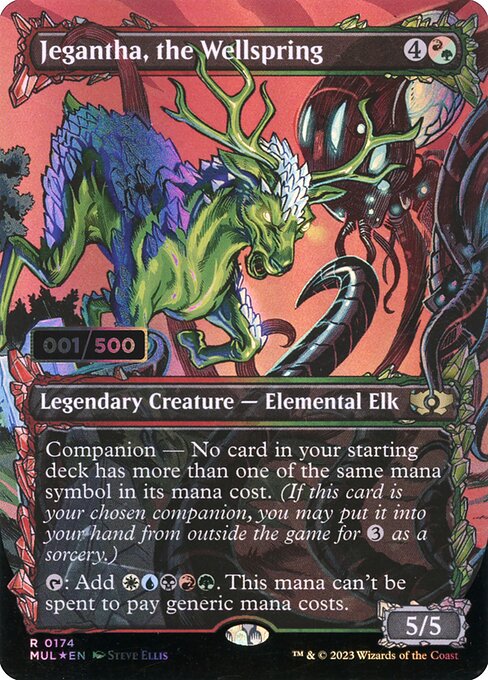 Jegantha, the Wellspring 4
001/500
Legendary Creature — Elemental Elk
Companion — No card in your starting
deck has more than one of the same mana
symbol in its mana cost. (If this card is
your chosen companion, you may put it into
your hand from outside the game for 3 as a
sorcery.)
: Add . This mana can't be
spent to pay generic mana costs.
5/5
R 0174
MUL★EN Steve Ellis
™ & © 2023 Wizards of the Coast